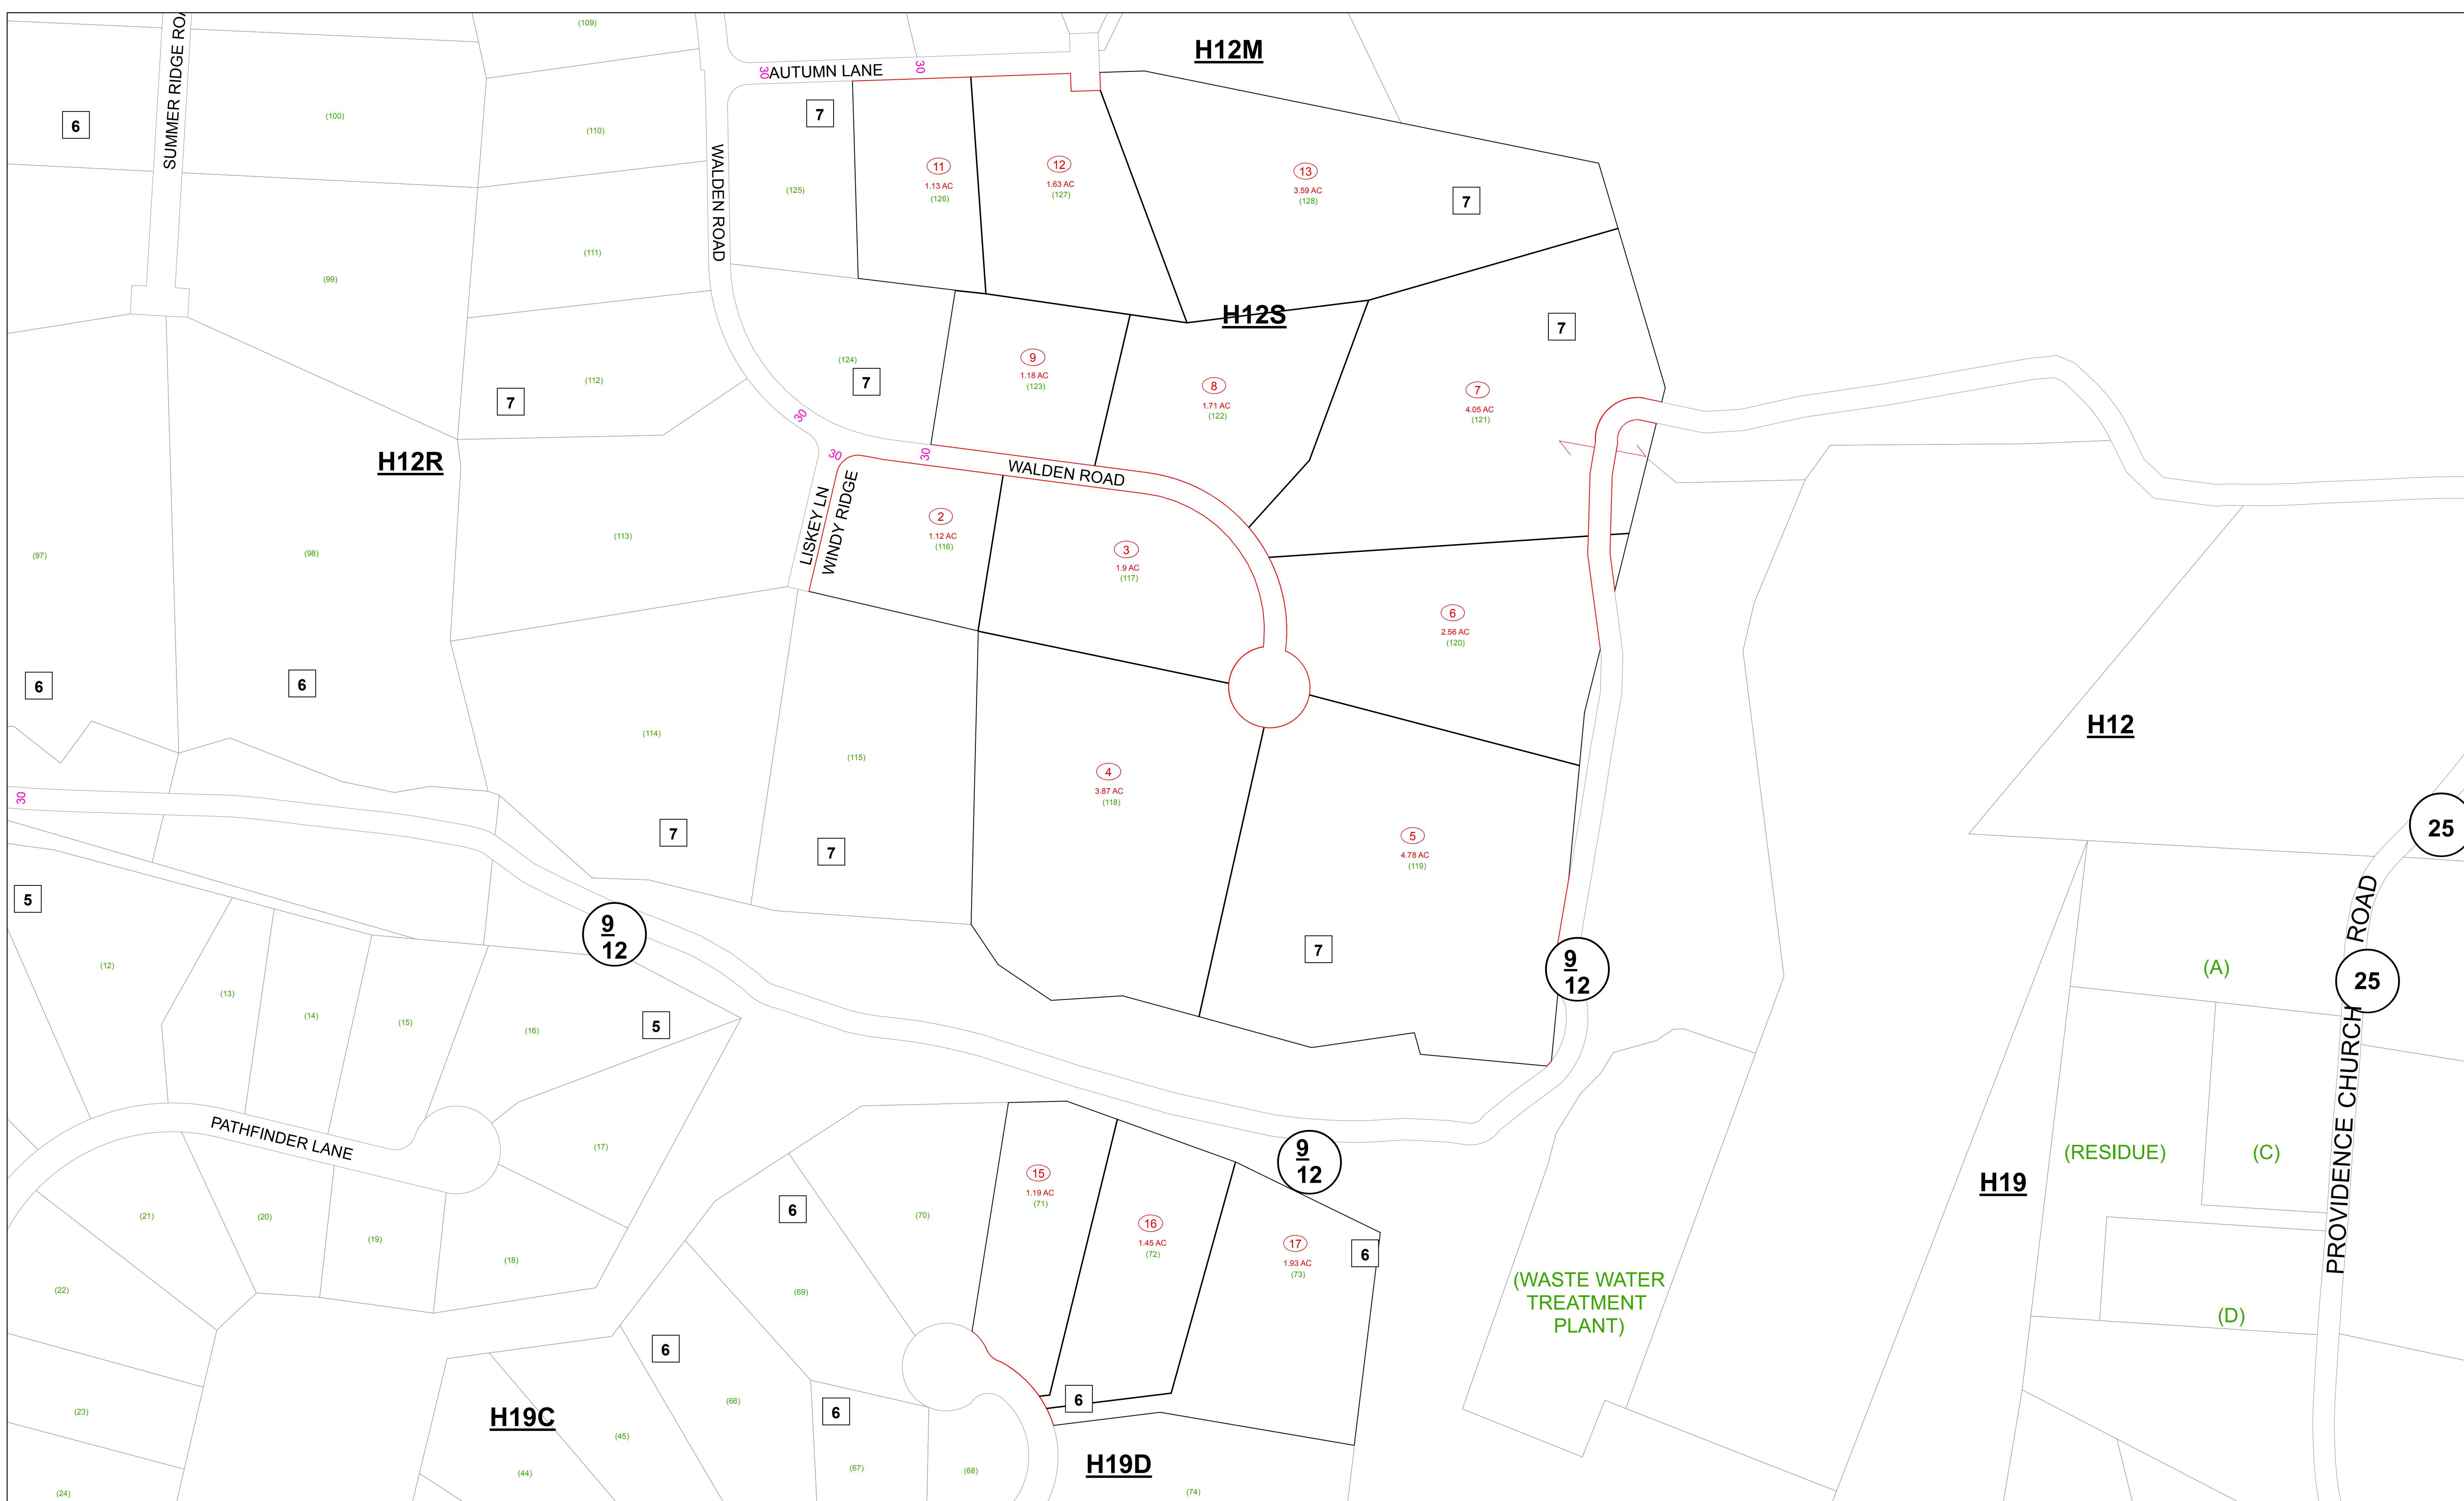 SUMMER RIDGE ROA
(109)
H12M
30
AUTUMN LANE
30
6
(100)
(110)
7
WALDEN ROAD
11
1.13 AC
(126)
12
1.63 AC
(127)
13
3.59 AC
(128)
7
(125)
(99)
(111)
H12S
7
(112)
7
(124)
7
9
1.18 AC
(123)
8
1.71 AC
(122)
7
4.05 AC
(121)
30
H12R
30
30
WALDEN ROAD
LISKEY LN
WINDY RIDGE
2
1.12 AC
(116)
3
1.9 AC
(117)
(97)
(98)
(113)
6
2.56 AC
(120)
6
6
(114)
(115)
H12
4
3.87 AC
(118)
30
7
7
5
4.78 AC
(119)
25
5
9
12
7
9
12
PROVIDENCE CHURCH ROAD
25
(A)
(12)
(13)
(14)
(15)
(16)
5
PATHFINDER LANE
(17)
9
12
(RESIDUE)
(C)
H19
15
1.19 AC
(71)
16
1.45 AC
(72)
17
1.93 AC
(73)
6
6
(70)
(21)
(20)
(19)
(18)
(22)
(69)
(WASTE WATER
TREATMENT
PLANT)
(D)
6
6
6
(23)
H19C
(66)
(45)
(67)
(68)
H19D
(44)
(24)
(74)